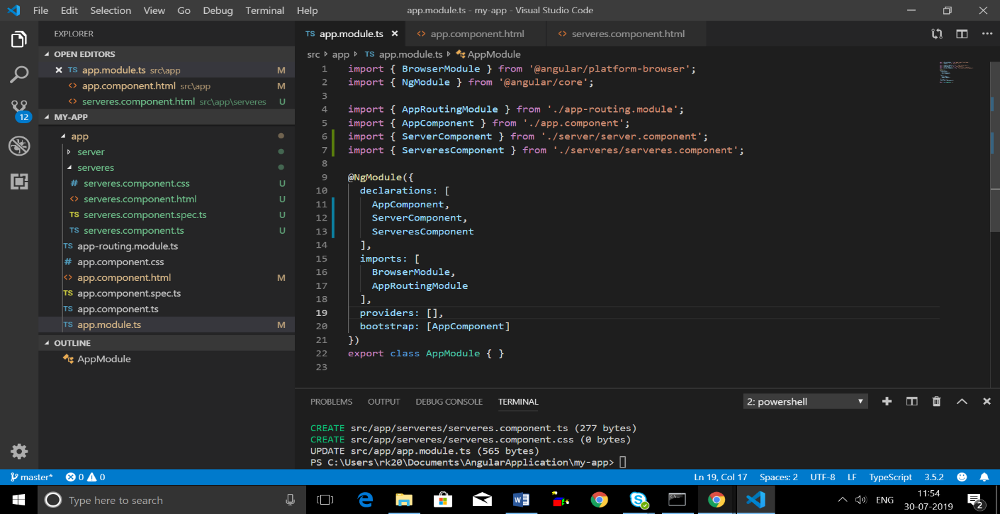 File Edit Selection View Go Debug Terminal Help app.module.ts - my-app - Visual Studio Code
EXPLORER
OPEN EDITORS
TS app.module.ts src\app M
<> app.component.html src\app M
<> serveres.component.html src\app\serveres U
12
MY-APP
app
server
serveres
# serveres.component.css U
<> serveres.component.html U
TS serveres.component.spec.ts U
TS serveres.component.ts U
TS app-routing.module.ts
# app.component.css
<> app.component.html M
TS app.component.spec.ts
TS app.component.ts
TS app.module.ts M
OUTLINE
AppModule
TS app.module.ts <> app.component.html <> serveres.component.html
src app TS app.module.ts AppModule
1 import { BrowserModule } from '@angular/platform-browser';
2 import { NgModule } from '@angular/core';
3
4 import { AppRoutingModule } from './app-routing.module';
5 import { AppComponent } from './app.component';
6 import { ServerComponent } from './server/server.component';
7 import { ServeresComponent } from './serveres/serveres.component';
8
9 @NgModule({
10 declarations: [
11 AppComponent,
12 ServerComponent,
13 ServeresComponent
14 ],
15 imports: [
16 BrowserModule,
17 AppRoutingModule
18 ],
19 providers: [],
20 bootstrap: [AppComponent]
21 })
22 export class AppModule { }
23
PROBLEMS OUTPUT DEBUG CONSOLE TERMINAL 2: powershell
CREATE src/app/serveres/serveres.component.ts (277 bytes)
CREATE src/app/serveres/serveres.component.css (0 bytes)
UPDATE src/app/app.module.ts (565 bytes)
PS C:\Users\rk20\Documents\AngularApplication\my-app>
master* 0 0 Ln 19, Col 17 Spaces: 2 UTF-8 LF TypeScript 3.5.2
Type here to search ENG 11:54
30-07-2019 2